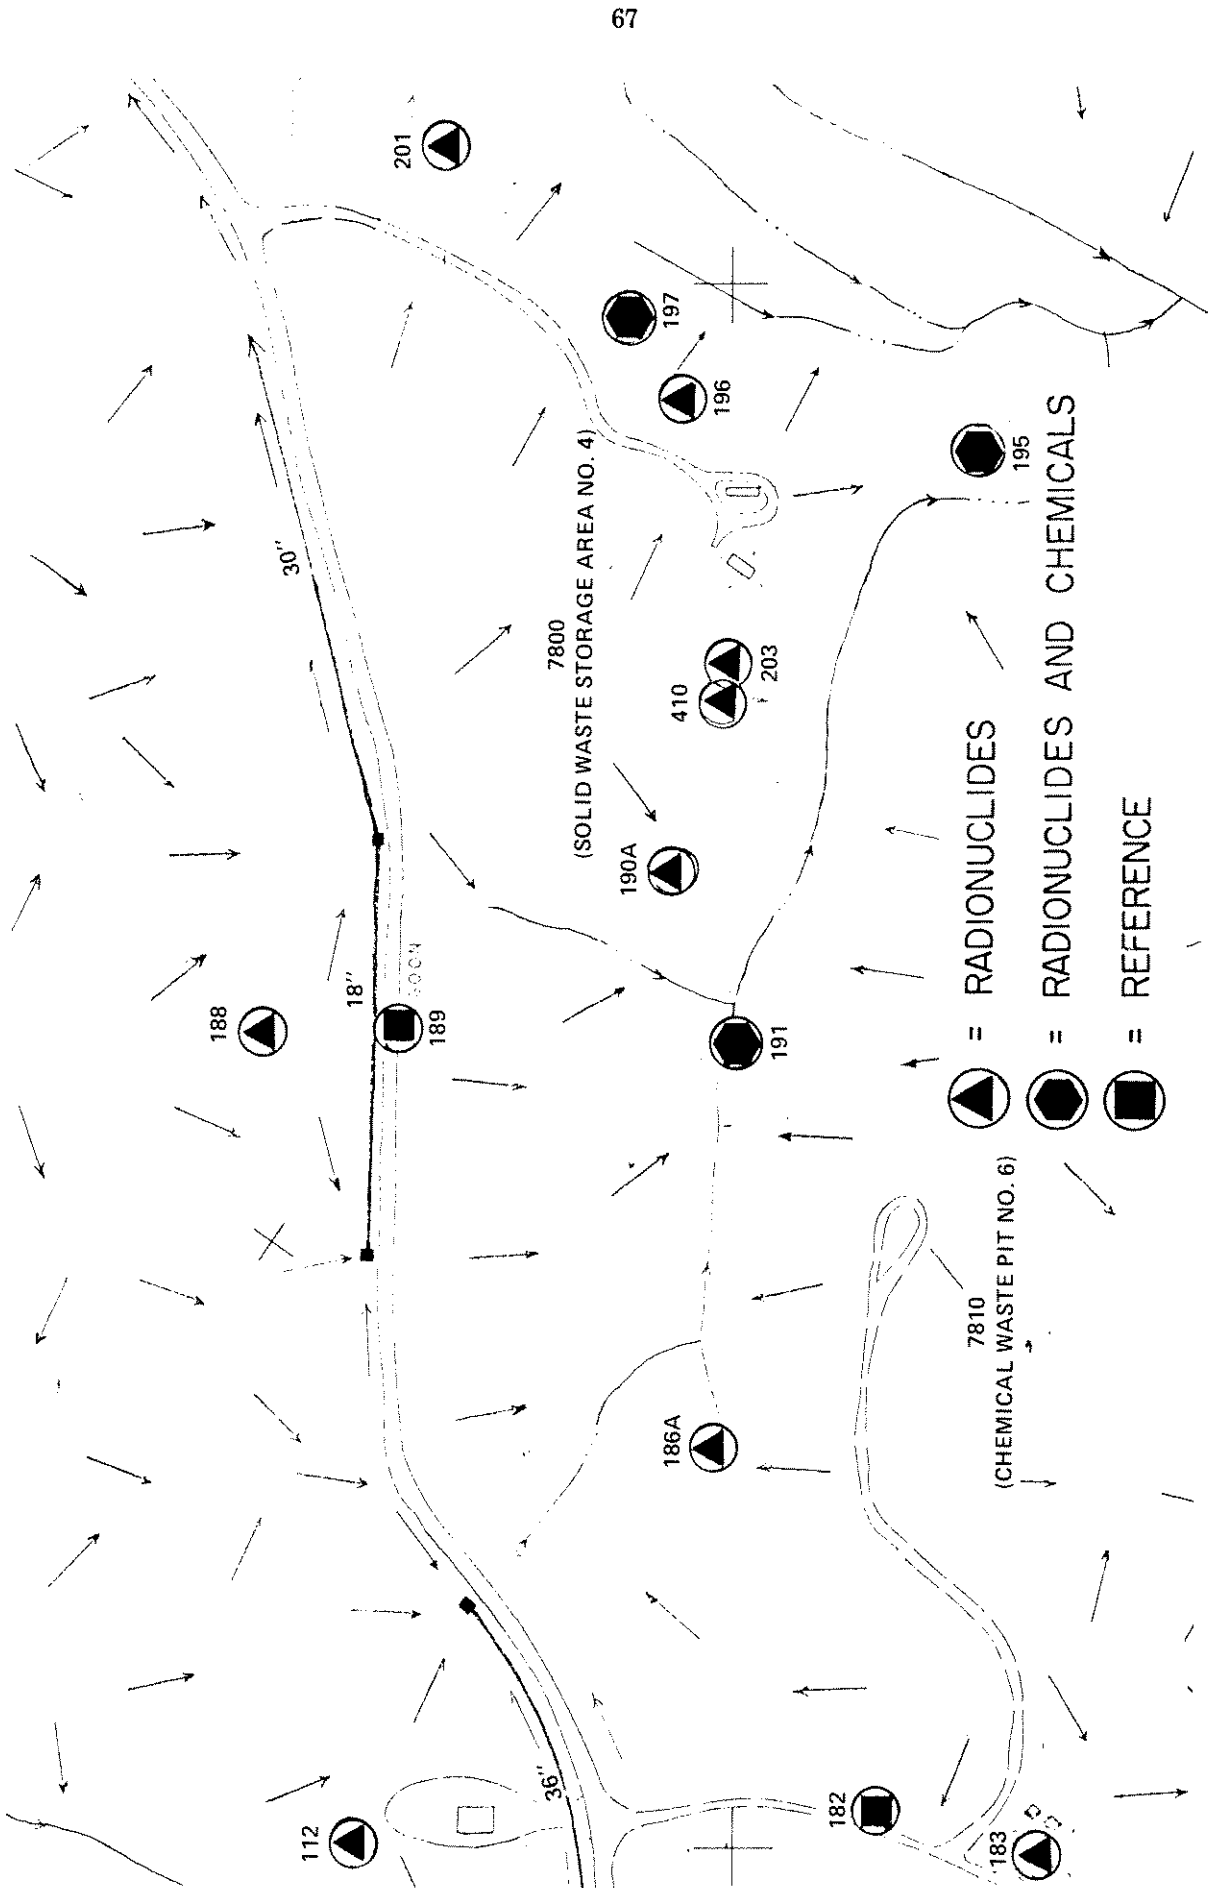 67
201
197
196
195
30"
7800
(SOLID WASTE STORAGE AREA NO. 4)
410
203
190A
188
18"
189
191
186A
7810
(CHEMICAL WASTE PIT NO. 6)
112
36"
182
183
= RADIONUCLIDES
= RADIONUCLIDES AND CHEMICALS
= REFERENCE